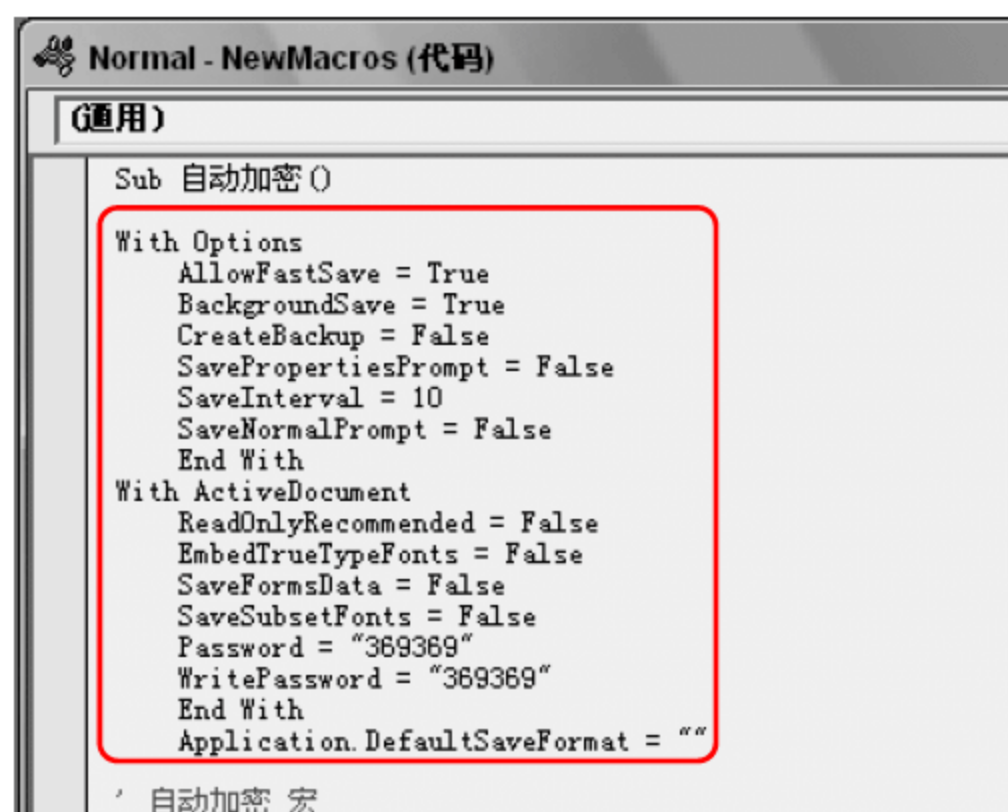 Normal - NewMacros (代码)
(通用)
Sub 自动加密()
With Options
AllowFastSave = True
BackgroundSave = True
CreateBackup = False
SavePropertiesPrompt = False
SaveInterval = 10
SaveNormalPrompt = False
End With
With ActiveDocument
ReadOnlyRecommended = False
EmbedTrueTypeFonts = False
SaveFormsData = False
SaveSubsetFonts = False
Password = "369369"
WritePassword = "369369"
End With
Application.DefaultSaveFormat = ""
' 自动加密 宏